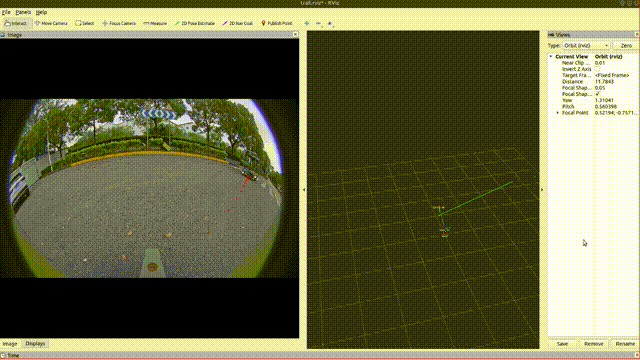 trail.rviz* - RViz
File Panels Help
Interact Move Camera Select Focus Camera Measure 2D Pose Estimate 2D Nav Goal Publish Point
Image
Views
Type: Orbit (rviz) Zero
Current View Orbit (rviz)
Near Clip ... 0.01
Invert Z Axis
Target Fra... <Fixed Frame>
Distance 11.7843
Focal Shap... 0.05
Focal Shap... ✓
Yaw 1.31041
Pitch 0.560398
Focal Point 0.52194; -0.7571...
Image Displays
Save Remove Rename
Time